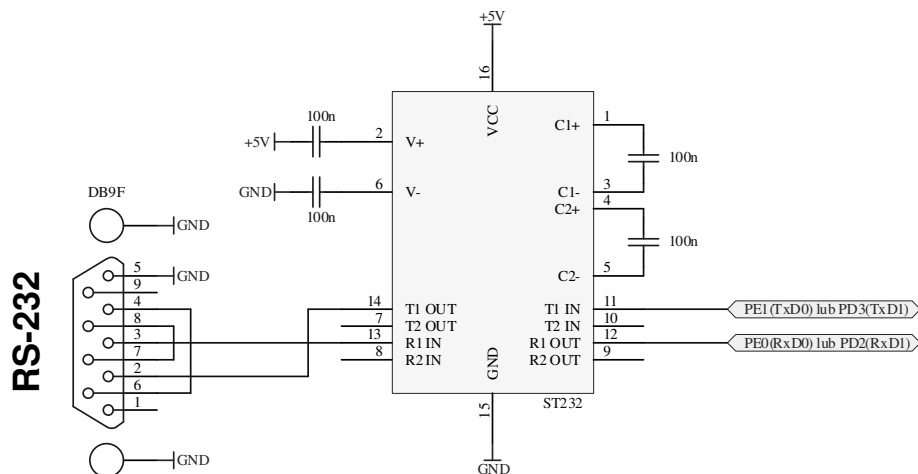 +5V
16
VCC
100n
+5V
2
V+
C1+
1
100n
GND
6
V-
100n
C1-
3
C2+
4
100n
C2-
5
DB9F
GND
RS-232
5
GND
9
4
8
3
7
2
6
1
GND
14
T1 OUT
7
T2 OUT
13
R1 IN
8
R2 IN
T1 IN
11
PE1(TxD0) lub PD3(TxD1)
T2 IN
10
R1 OUT
12
PE0(RxD0) lub PD2(RxD1)
R2 OUT
9
GND
15
ST232
GND